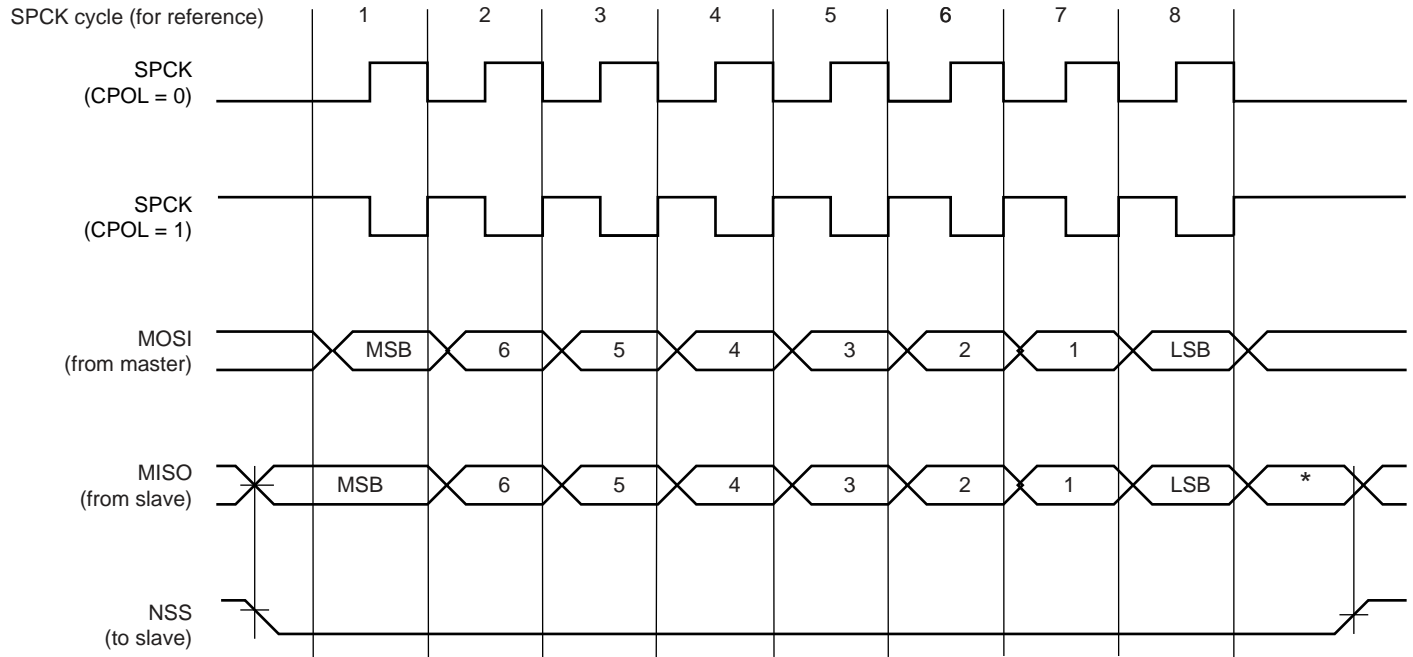 SPCK cycle (for reference) 1 2 3 4 5 6 7 8
SPCK
(CPOL = 0)
SPCK
(CPOL = 1)
MOSI
(from master)
MSB 6 5 4 3 2 1 LSB
MISO
(from slave)
MSB 6 5 4 3 2 1 LSB *
NSS
(to slave)